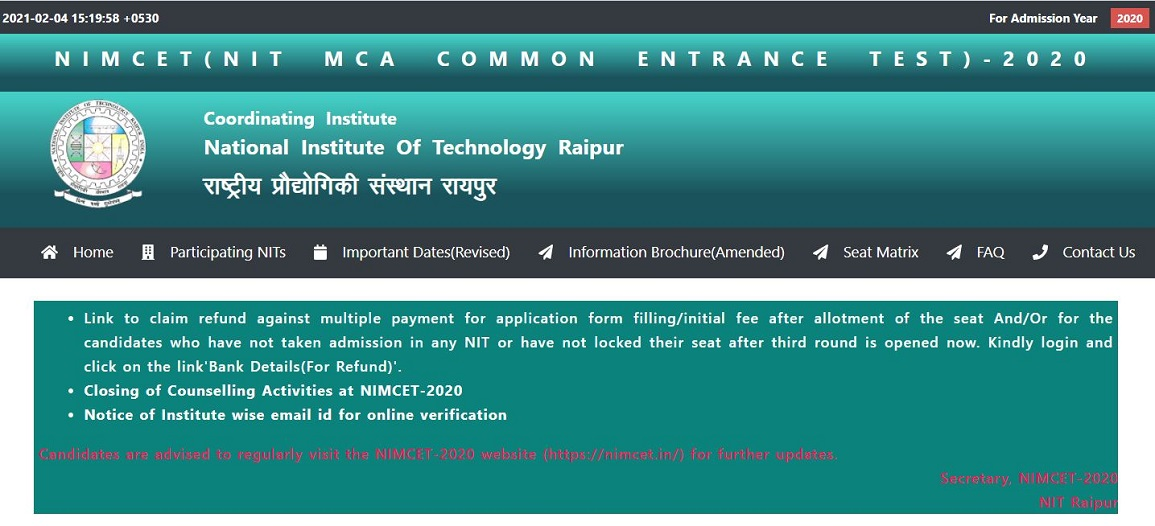 2021-02-04 15:19:58 +0530
For Admission Year 2020
NIMCET(NIT MCA COMMON ENTRANCE TEST)-2020
Coordinating Institute
National Institute Of Technology Raipur
राष्ट्रीय प्रौद्योगिकी संस्थान रायपुर
Home Participating NITs Important Dates(Revised) Information Brochure(Amended) Seat Matrix FAQ Contact Us
• Link to claim refund against multiple payment for application form filling/initial fee after allotment of the seat And/Or for the
candidates who have not taken admission in any NIT or have not locked their seat after third round is opened now. Kindly login and
click on the link'Bank Details(For Refund)'.
• Closing of Counselling Activities at NIMCET-2020
• Notice of Institute wise email id for online verification
Candidates are advised to regularly visit the NIMCET-2020 website (https://nimcet.in/) for further updates.
Secretary, NIMCET-2020
NIT Raipur